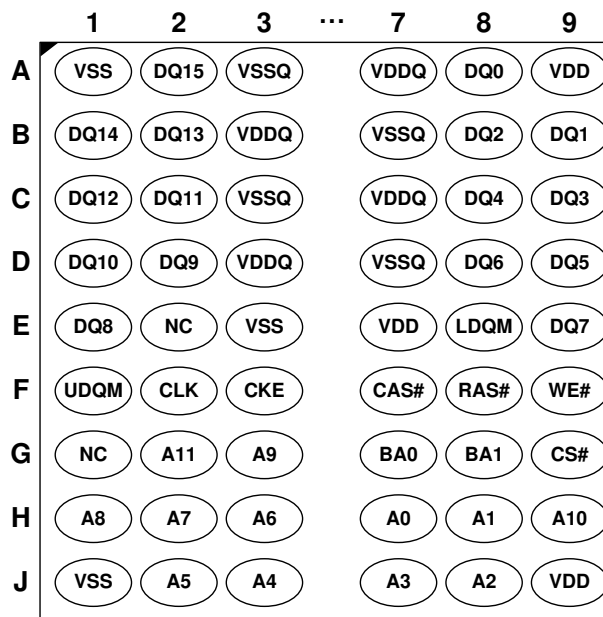 1 2 3 ... 7 8 9
A VSS DQ15 VSSQ VDDQ DQ0 VDD
B DQ14 DQ13 VDDQ VSSQ DQ2 DQ1
C DQ12 DQ11 VSSQ VDDQ DQ4 DQ3
D DQ10 DQ9 VDDQ VSSQ DQ6 DQ5
E DQ8 NC VSS VDD LDQM DQ7
F UDQM CLK CKE CAS# RAS# WE#
G NC A11 A9 BA0 BA1 CS#
H A8 A7 A6 A0 A1 A10
J VSS A5 A4 A3 A2 VDD